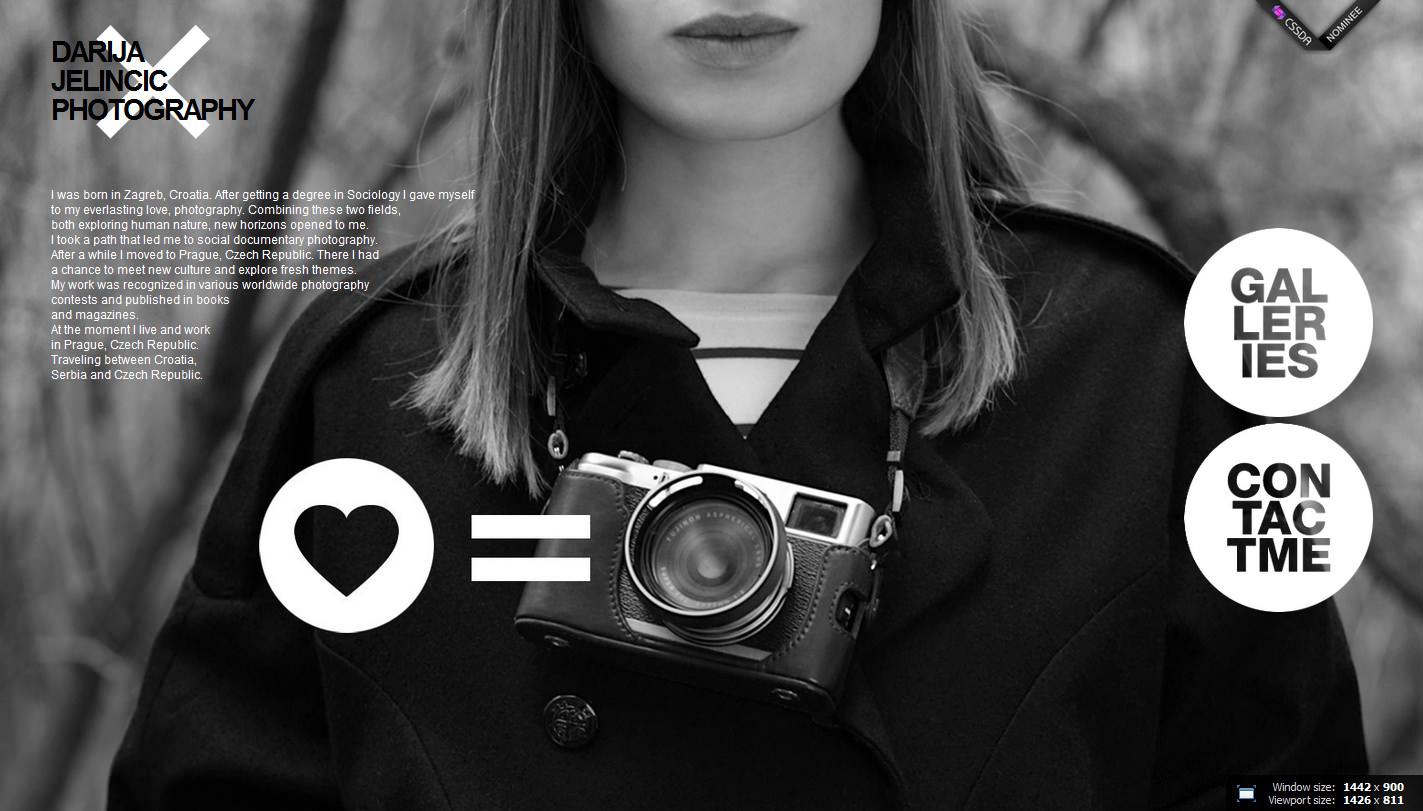 DARIJA
JELINCIC
PHOTOGRAPHY
CSSDA NOMINEE
I was born in Zagreb, Croatia. After getting a degree in Sociology I gave myself
to my everlasting love, photography. Combining these two fields,
both exploring human nature, new horizons opened to me.
I took a path that led me to social documentary photography.
After a while I moved to Prague, Czech Republic. There I had
a chance to meet new culture and explore fresh themes.
My work was recognized in various worldwide photography
contests and published in books
and magazines.
At the moment I live and work
in Prague, Czech Republic.
Traveling between Croatia,
Serbia and Czech Republic.
GAL
LER
IES
CON
TAC
TME
FUJINON ASPHERICAL
Window size: 1442 x 900
Viewport size: 1426 x 811